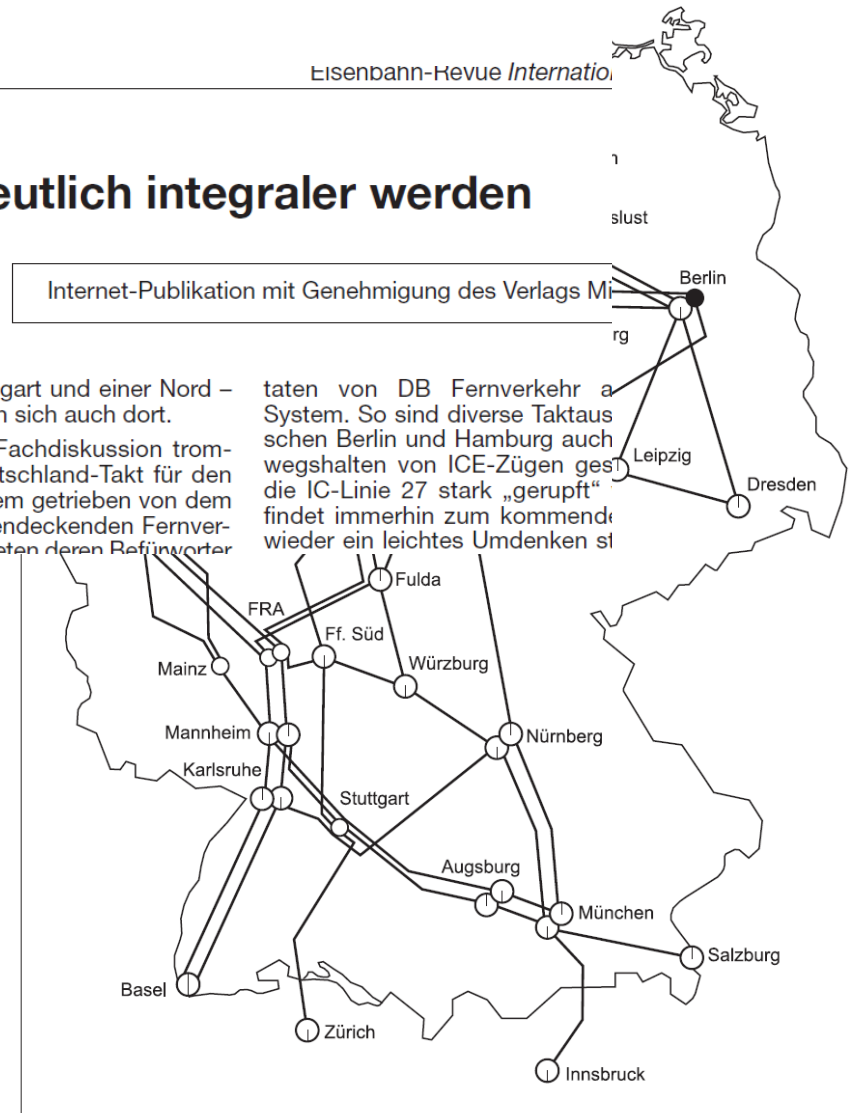 Eisenbahn-Revue Internatio
eutlich integraler werden
Internet-Publikation mit Genehmigung des Verlags Mi
gart und einer Nord –
n sich auch dort.
Fachdiskussion trom-
tschland-Takt für den
em getrieben von dem
endeckenden Fernver-
eten deren Befürworter
taten von DB Fernverkehr a
System. So sind diverse Taktaus
schen Berlin und Hamburg auch
wegshalten von ICE-Zügen ges
die IC-Linie 27 stark „gerupft“
findet immerhin zum kommende
wieder ein leichtes Umdenken st
n
slust
Berlin
rg
Leipzig
Dresden
Fulda
FRA
Ff. Süd
Mainz
Würzburg
Mannheim
Nürnberg
Karlsruhe
Stuttgart
Augsburg
München
Salzburg
Basel
Zürich
Innsbruck